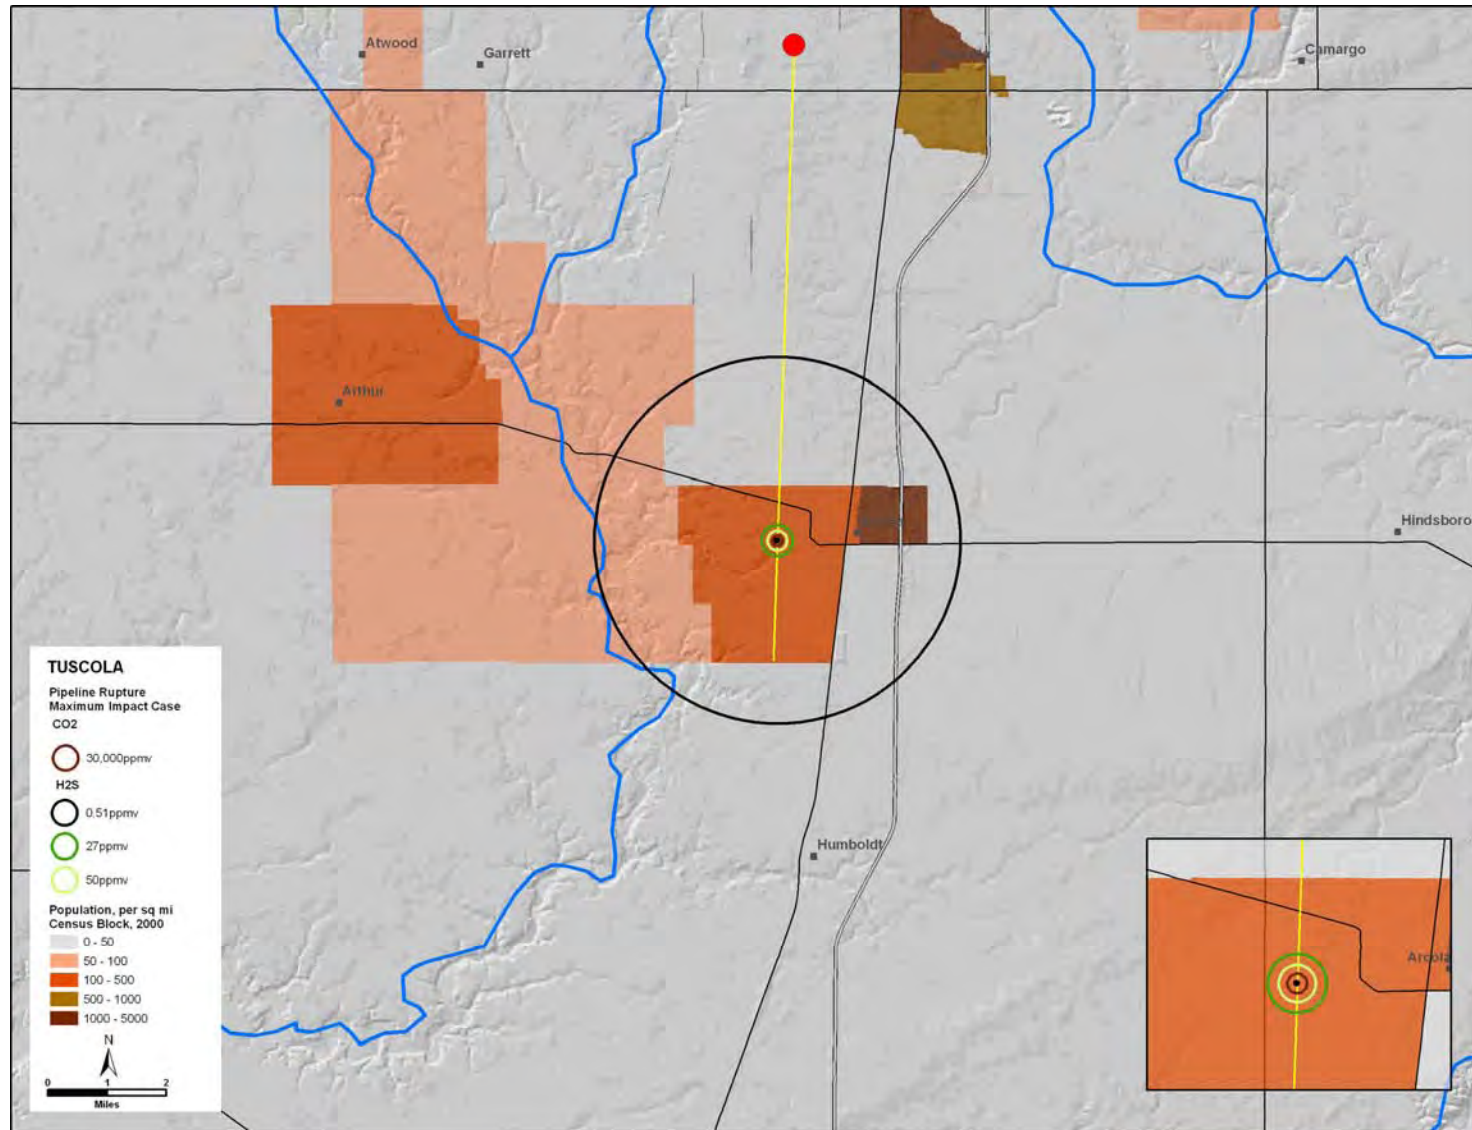 Atwood
Garrett
Camargo
Arthur
Hindsboro
Humboldt
Arcola
TUSCOLA
Pipeline Rupture
Maximum Impact Case
CO2
30,000ppmv
H2S
0.51ppmv
27ppmv
50ppmv
Population, per sq mi
Census Block, 2000
0 - 50
50 - 100
100 - 500
500 - 1000
1000 - 5000
N
0 1 2
Miles